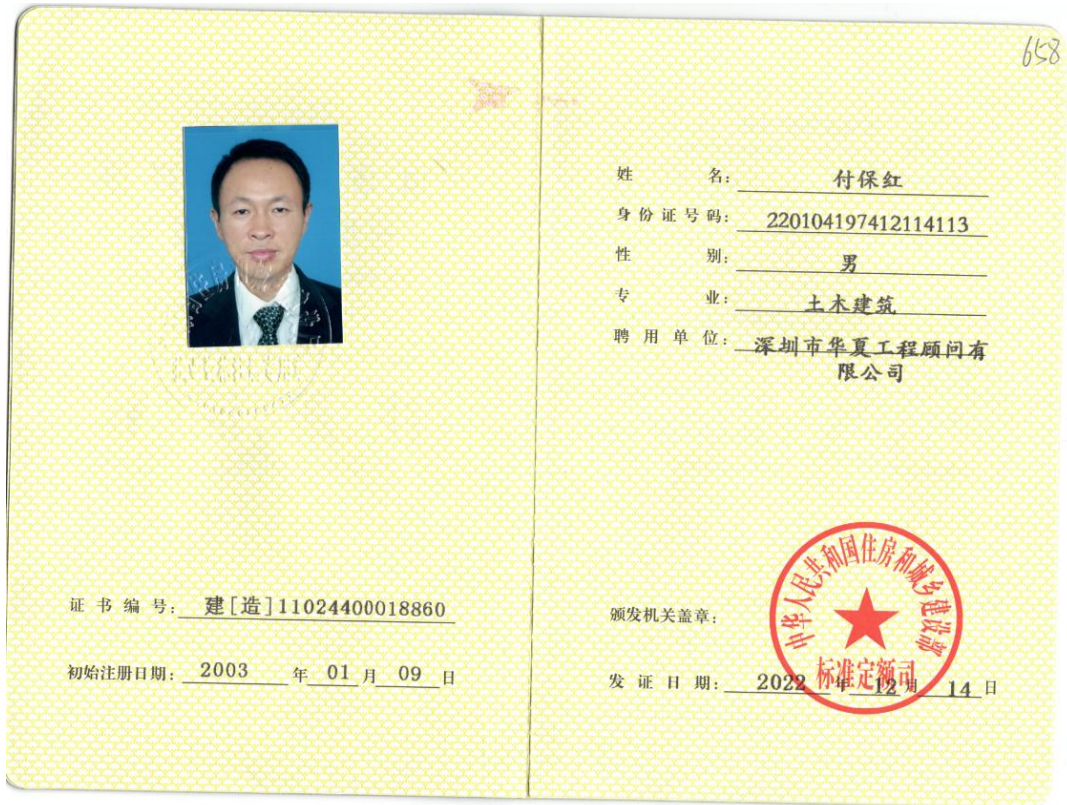 658
姓 名: 付保红
身份证号码: 220104197412114113
性 别: 男
专 业: 土木建筑
聘用单位: 深圳市华夏工程顾问有
限公司
证书编号: 建[造]11024400018860
初始注册日期: 2003 年 01 月 09 日
颁发机关盖章:
中华人民共和国住房和城乡建设部
标准定额司
发证日期: 2022 年 12 月 14 日